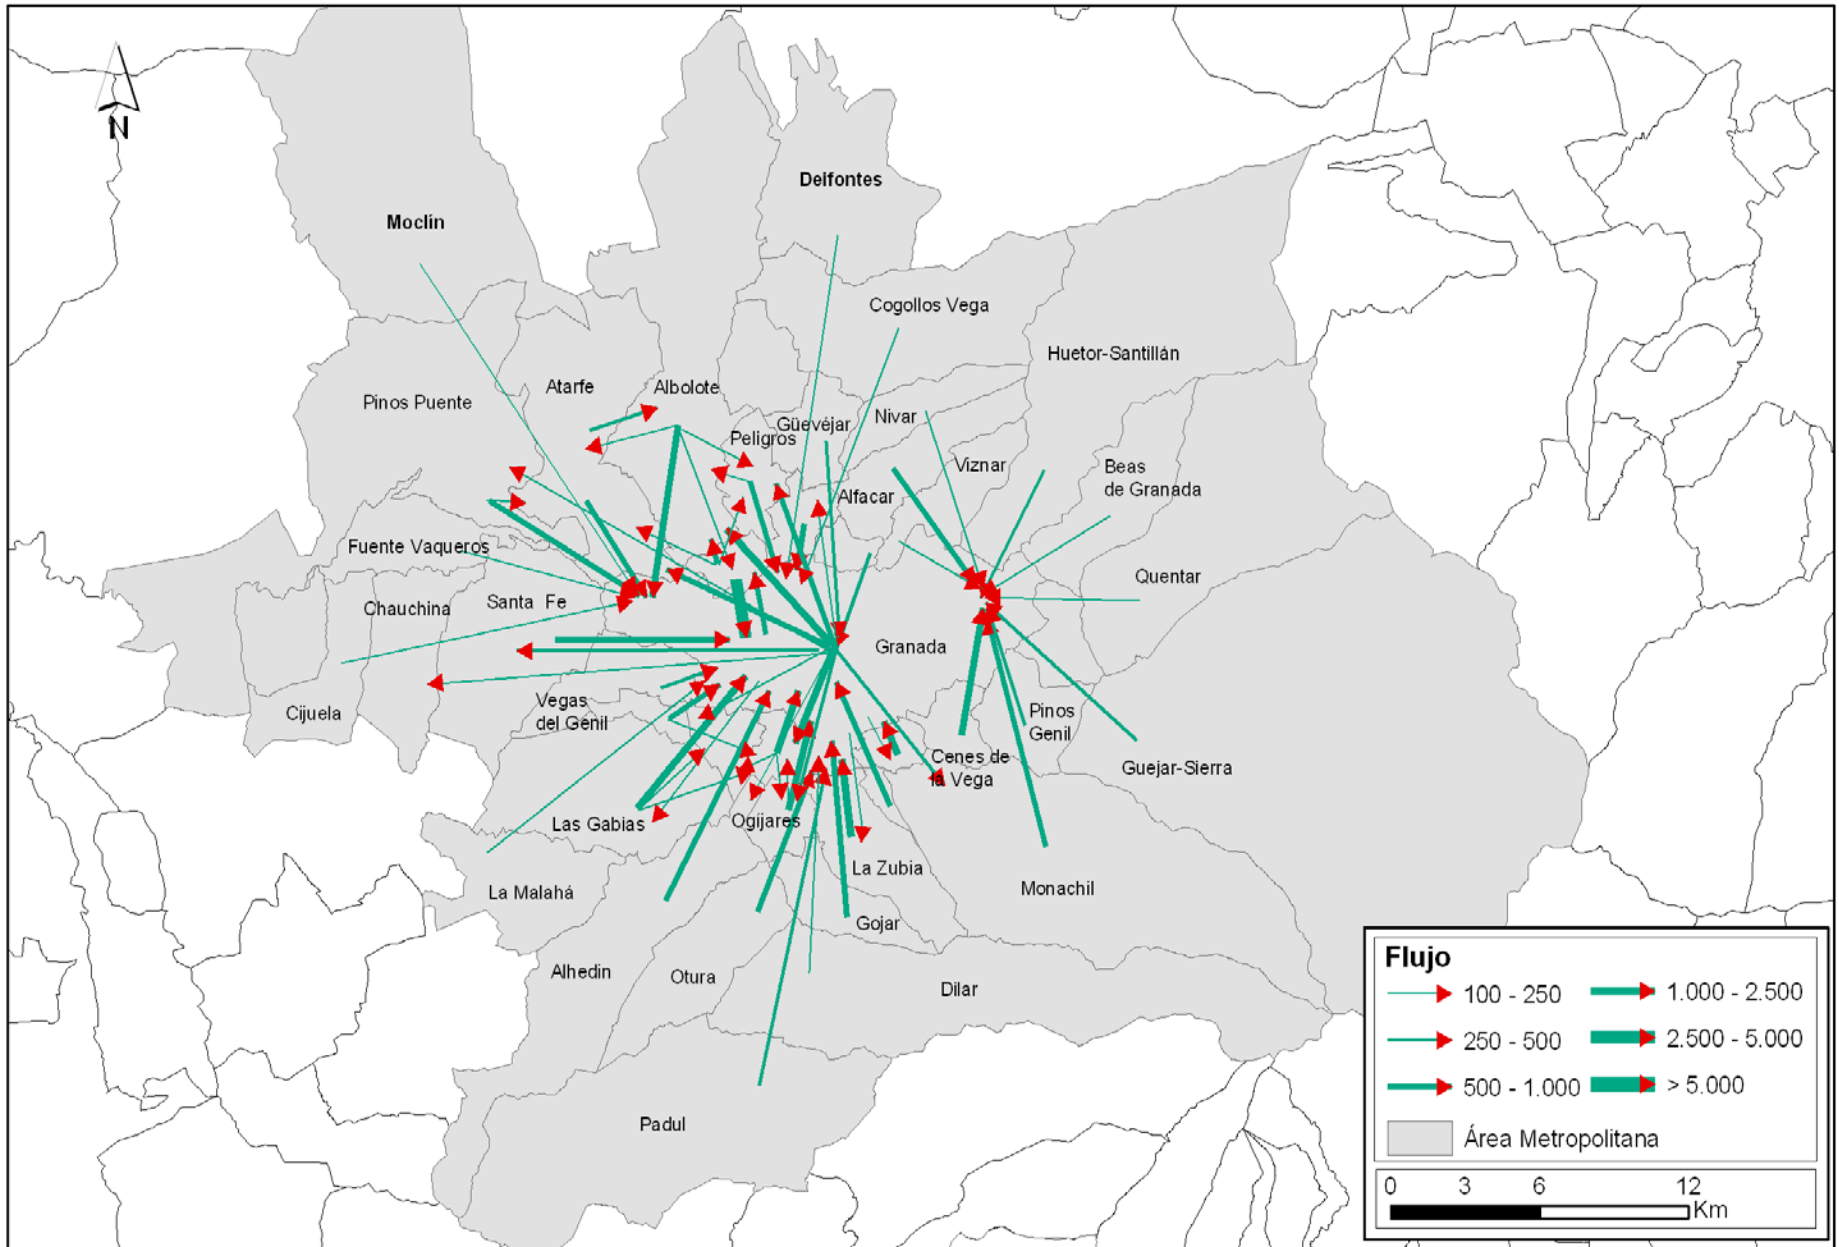 N
Deifontes
Moclín
Cogollos Vega
Huetor-Santillán
Atarfe
Albolote
Pinos Puente
Güevéjar
Nivar
Peligros
Viznar
Beas
de Granada
Alfacar
Fuente Vaqueros
Quentar
Santa Fe
Chauchina
Granada
Vegas
del Genil
Cijuela
Pinos
Genil
Cenes de
la Vega
Guejar-Sierra
Las Gabias
Ogijares
La Zubia
Monachil
La Malahá
Gojar
Alhedin
Otura
Dilar
Padul
Flujo
100 - 250
1.000 - 2.500
250 - 500
2.500 - 5.000
500 - 1.000
> 5.000
Área Metropolitana
0 3 6 12
Km